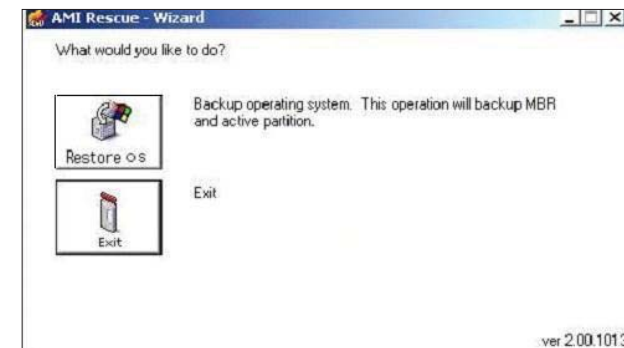 AMI Rescue - Wizard
What would you like to do?
Restore os
Backup operating system. This operation will backup MBR
and active partition.
Exit
Exit
ver 2.00.1013